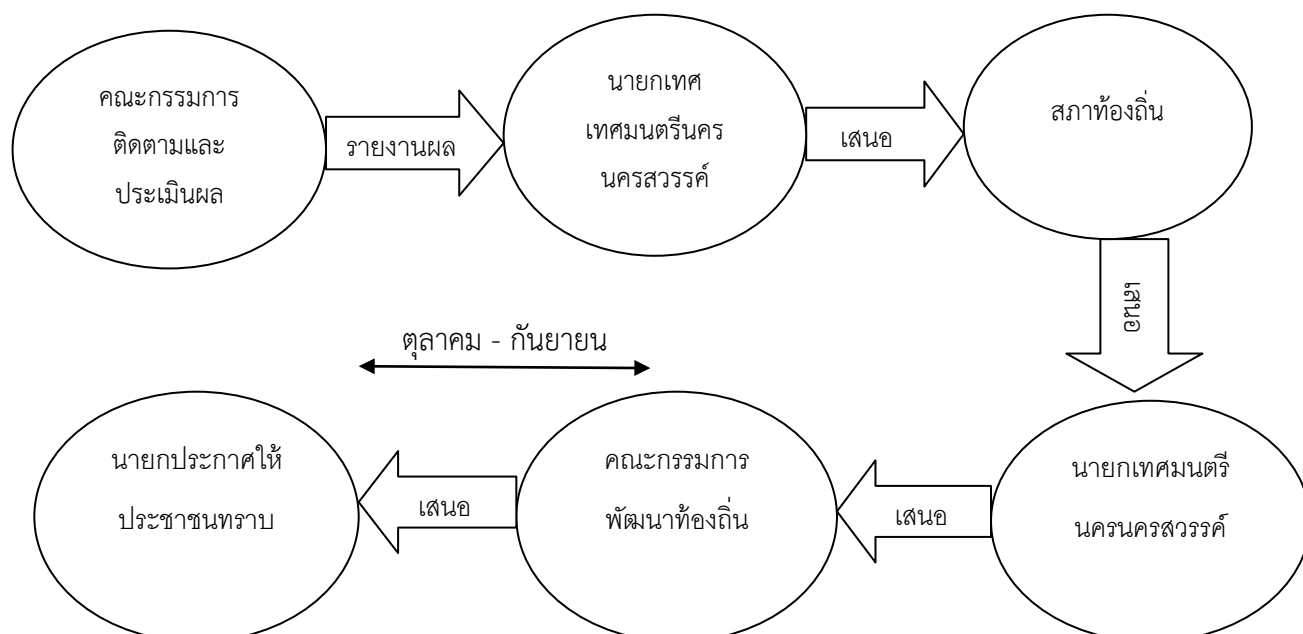 คณะกรรมการ
ติดตามและ
ประเมินผล
รายงานผล
นายกเทศ
เทศมนตรีนคร
นครสวรรค์
เสนอ
สภาท้องถิ่น
เสนอ
นายกเทศมนตรี
นครนครสวรรค์
เสนอ
คณะกรรมการ
พัฒนาท้องถิ่น
ตุลาคม - กันยายน
เสนอ
นายกประกาศให้
ประชาชนทราบ